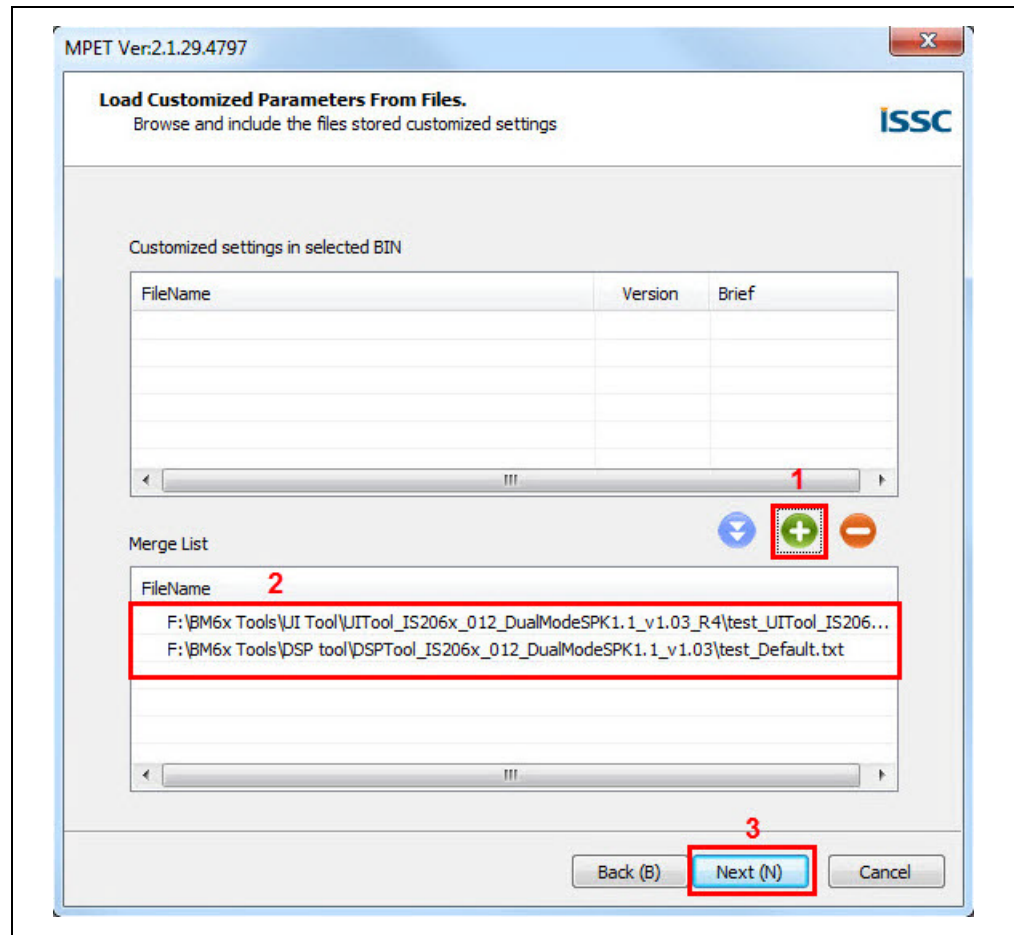 MPET Ver:2.1.29.4797
Load Customized Parameters From Files.
Browse and include the files stored customized settings
ISSC
Customized settings in selected BIN
FileName Version Brief
1
Merge List
FileName 2
F:\BM6x Tools\UI Tool\UITool_IS206x_012_DualModeSPK1.1_v1.03_R4\test_UITool_IS206...
F:\BM6x Tools\DSP tool\DSPTool_IS206x_012_DualModeSPK1.1_v1.03\test_Default.txt
3
Back (B) Next (N) Cancel